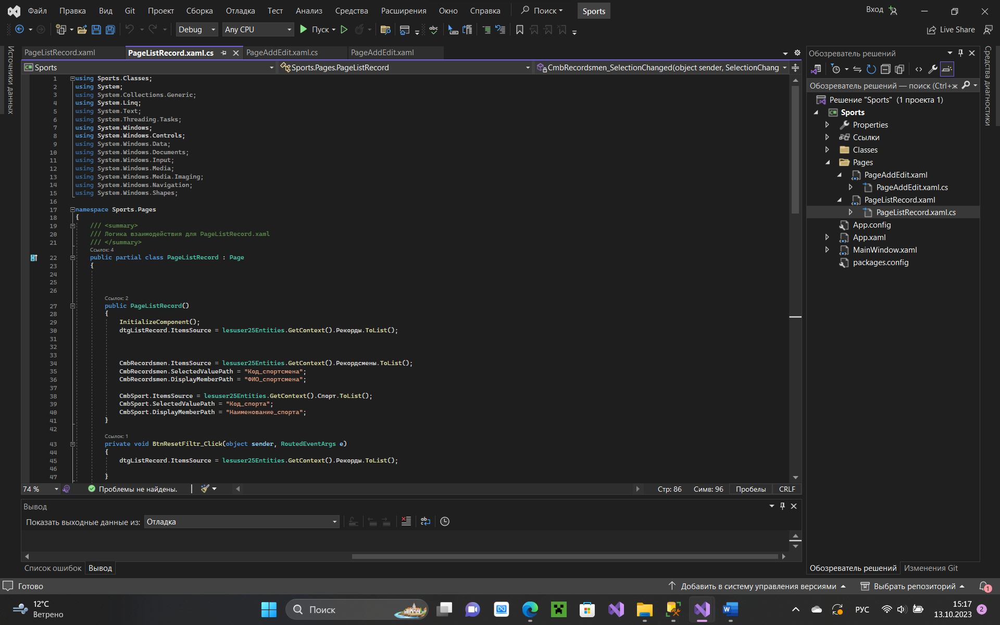 Файл Правка Вид Git Проект Сборка Отладка Тест Анализ Средства Расширения Окно Справка Поиск Sports Вход
Debug Any CPU Пуск Live Share
Источники данных
PageListRecord.xaml PageListRecord.xaml.cs PageAddEdit.xaml.cs PageAddEdit.xaml
C# Sports Sports.Pages.PageListRecord CmbRecordsmen_SelectionChanged(object sender, SelectionChang
1 using Sports.Classes;
2 using System;
3 using System.Collections.Generic;
4 using System.Linq;
5 using System.Text;
6 using System.Threading.Tasks;
7 using System.Windows;
8 using System.Windows.Controls;
9 using System.Windows.Data;
10 using System.Windows.Documents;
11 using System.Windows.Input;
12 using System.Windows.Media;
13 using System.Windows.Media.Imaging;
14 using System.Windows.Navigation;
15 using System.Windows.Shapes;
16
17 namespace Sports.Pages
18 {
19 /// <summary>
20 /// Логика взаимодействия для PageListRecord.xaml
21 /// </summary>
Ссылок: 4
22 public partial class PageListRecord : Page
23 {
24
25
26
Ссылок: 2
27 public PageListRecord()
28 {
29 InitializeComponent();
30 dtgListRecord.ItemsSource = lesuser25Entities.GetContext().Рекорды.ToList();
31
32
33
34 CmbRecordsmen.ItemsSource = lesuser25Entities.GetContext().Рекордсмены.ToList();
35 CmbRecordsmen.SelectedValuePath = "Код_спортсмена";
36 CmbRecordsmen.DisplayMemberPath = "ФИО_спортсмена";
37
38 CmbSport.ItemsSource = lesuser25Entities.GetContext().Спорт.ToList();
39 CmbSport.SelectedValuePath = "Код_спорта";
40 CmbSport.DisplayMemberPath = "Наименование_спорта";
41 }
42
Ссылок: 1
43 private void BtnResetFiltr_Click(object sender, RoutedEventArgs e)
44 {
45 dtgListRecord.ItemsSource = lesuser25Entities.GetContext().Рекорды.ToList();
46
47 }
74 % Проблемы не найдены. Стр: 86 Симв: 96 Пробелы CRLF
Вывод
Показать выходные данные из: Отладка
Список ошибок Вывод
Обозреватель решений
Обозреватель решений — поиск (Ctrl+ж
Решение "Sports" (1 проекта 1)
C# Sports
Properties
Ссылки
Classes
Pages
PageAddEdit.xaml
PageAddEdit.xaml.cs
PageListRecord.xaml
PageListRecord.xaml.cs
App.config
App.xaml
MainWindow.xaml
packages.config
Обозреватель решений Изменения Git
Средства диагностики
Готово Добавить в систему управления версиями Выбрать репозиторий 1
12°C
Ветрено
Поиск
РУС
15:17
13.10.2023
2